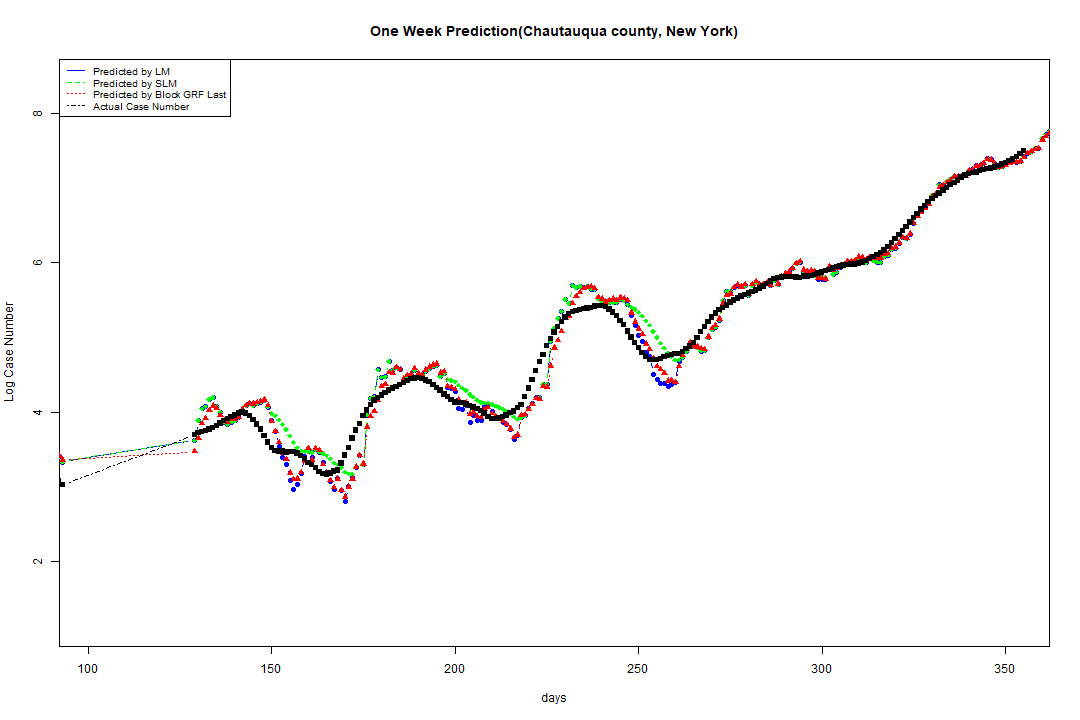 One Week Prediction(Chautauqua county, New York)
Predicted by LM
Predicted by SLM
Predicted by Block GRF Last
Actual Case Number
8
6
4
2
Log Case Number
100 150 200 250 300 350
days